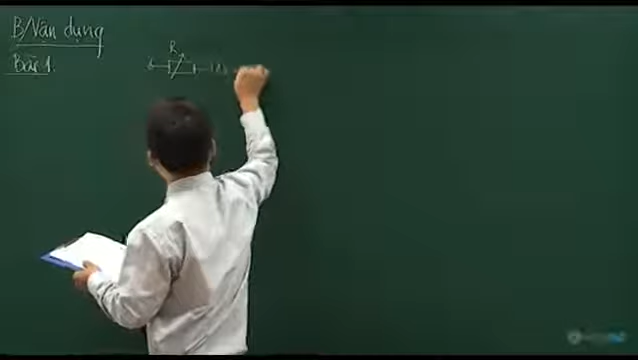 B/Vận dụng
Bài 1.
R
A